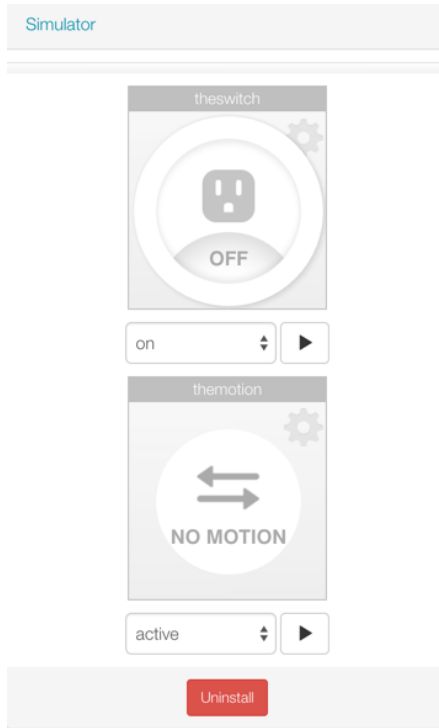 Simulator
theswitch
OFF
on
themotion
NO MOTION
active
Uninstall